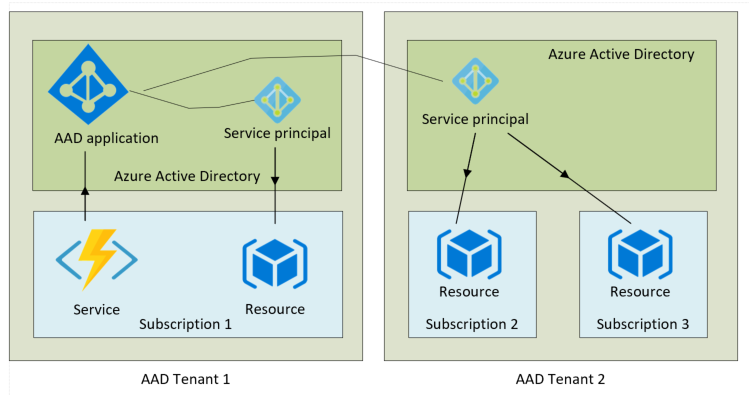 Azure Active Directory
AAD application
Service principal
Service principal
Azure Active Directory
Service
Resource
Subscription 1
Resource
Subscription 2
Resource
Subscription 3
AAD Tenant 1
AAD Tenant 2